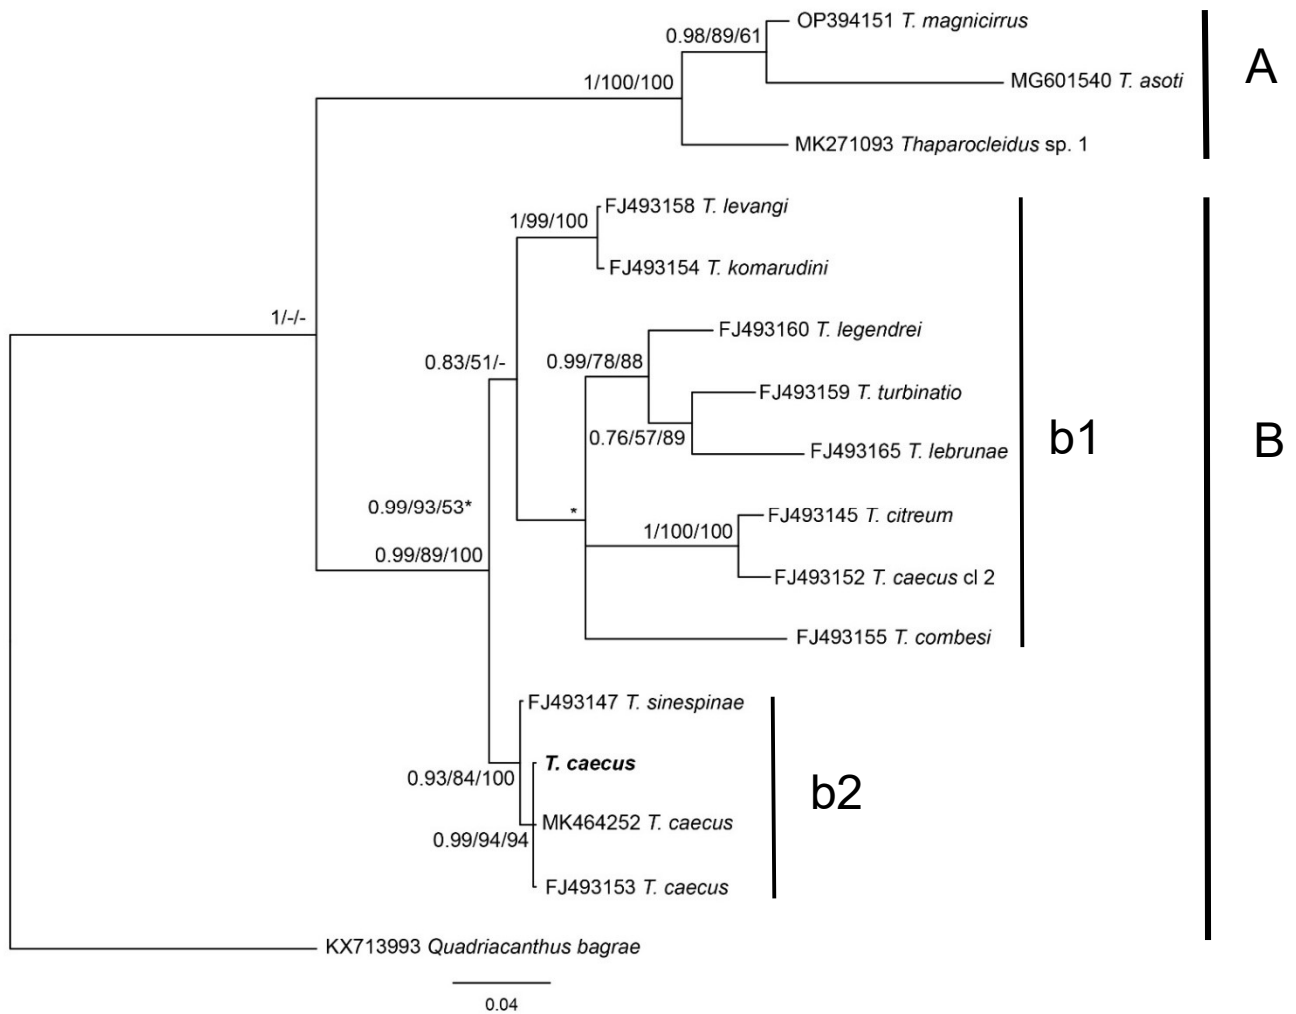 OP394151 T. magnicirrus
0.98/89/61
A
1/100/100
MG601540 T. asoti
MK271093 Thaparocleidus sp. 1
FJ493158 T. levangi
1/99/100
FJ493154 T. komarudini
1/-/-
FJ493160 T. legendrei
0.83/51/-
0.99/78/88
FJ493159 T. turbinatio
0.76/57/89
b1
B
FJ493165 T. lebrunae
0.99/93/53*
*
FJ493145 T. citreum
1/100/100
0.99/89/100
FJ493152 T. caecus cl 2
FJ493155 T. combesi
FJ493147 T. sinespinae
T. caecus
0.93/84/100
b2
MK464252 T. caecus
0.99/94/94
FJ493153 T. caecus
KX713993 Quadriacanthus bagrae
0.04